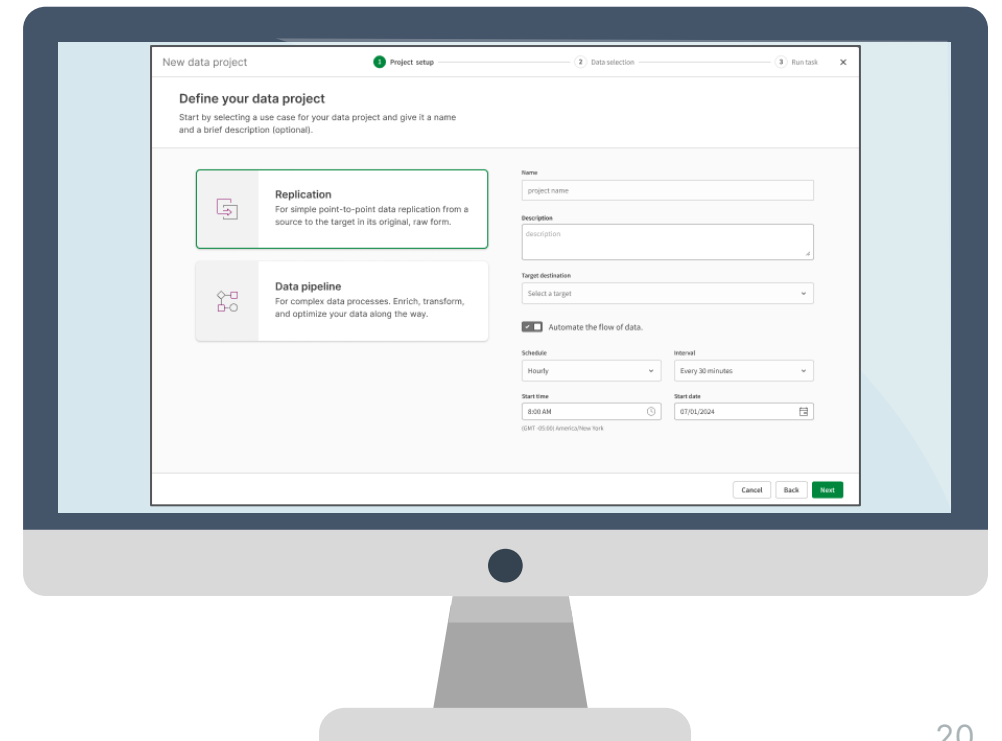 New data project
1 Project setup
2 Data selection
3 Run task
Define your data project
Start by selecting a use case for your data project and give it a name
and a brief description (optional).
Replication
For simple point-to-point data replication from a
source to the target in its original, raw form.
Data pipeline
For complex data processes. Enrich, transform,
and optimize your data along the way.
Name
project name
Description
description
Target destination
Select a target
Automate the flow of data.
Schedule
Interval
Hourly
Every 30 minutes
Start time
Start date
8:00 AM
07/01/2024
(GMT -05:00) America/New York
Cancel
Back
Next
20